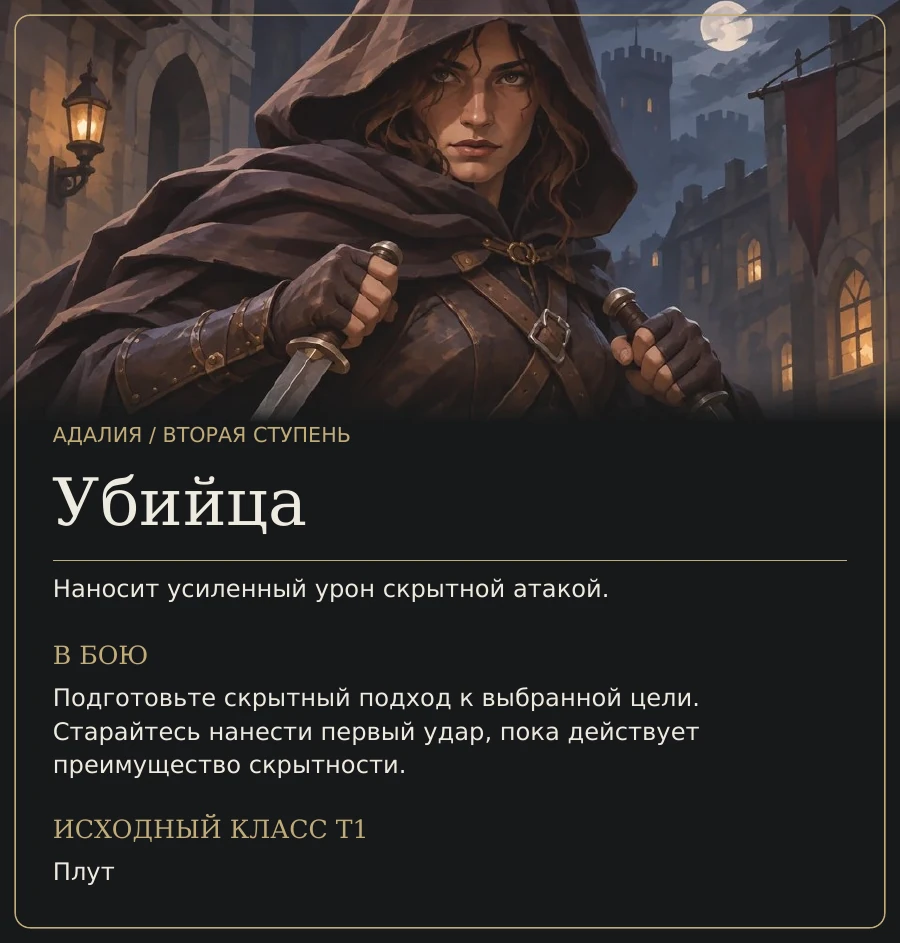 АДАЛИЯ / ВТОРАЯ СТУПЕНЬ
Убийца
Наносит усиленный урон скрытной атакой.
В БОЮ
Подготовьте скрытный подход к выбранной цели.
Старайтесь нанести первый удар, пока действует
преимущество скрытности.
ИСХОДНЫЙ КЛАСС T1
Плут